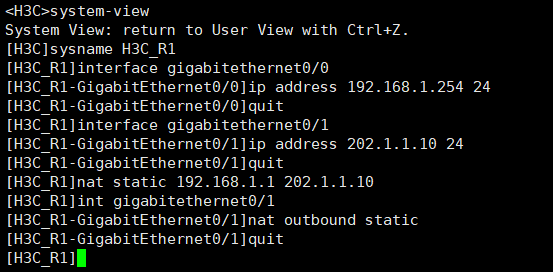 <H3C>system-view
System View: return to User View with Ctrl+Z.
[H3C]sysname H3C_R1
[H3C_R1]interface gigabitethernet0/0
[H3C_R1-GigabitEthernet0/0]ip address 192.168.1.254 24
[H3C_R1-GigabitEthernet0/0]quit
[H3C_R1]interface gigabitethernet0/1
[H3C_R1-GigabitEthernet0/1]ip address 202.1.1.10 24
[H3C_R1-GigabitEthernet0/1]quit
[H3C_R1]nat static 192.168.1.1 202.1.1.10
[H3C_R1]int gigabitethernet0/1
[H3C_R1-GigabitEthernet0/1]nat outbound static
[H3C_R1-GigabitEthernet0/1]quit
[H3C_R1]